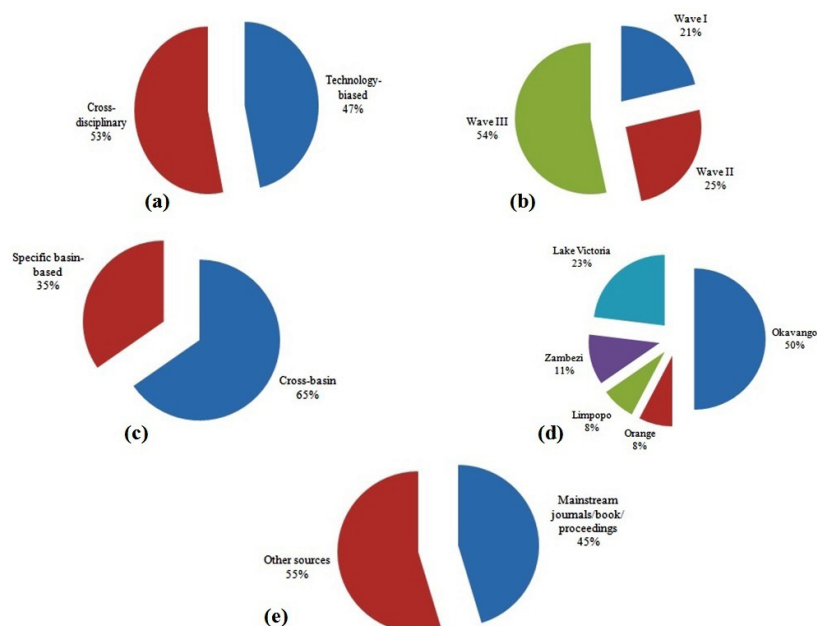 Technology-
biased
47%
Cross-
disciplinary
53%
(a)
Wave I
21%
Wave III
54%
Wave II
25%
(b)
Specific basin-
based
35%
Cross-basin
65%
(c)
Lake Victoria
23%
Okavango
50%
Zambezi
11%
Limpopo
8%
Orange
8%
(d)
Mainstream
journals/book/
proceedings
45%
Other sources
55%
(e)